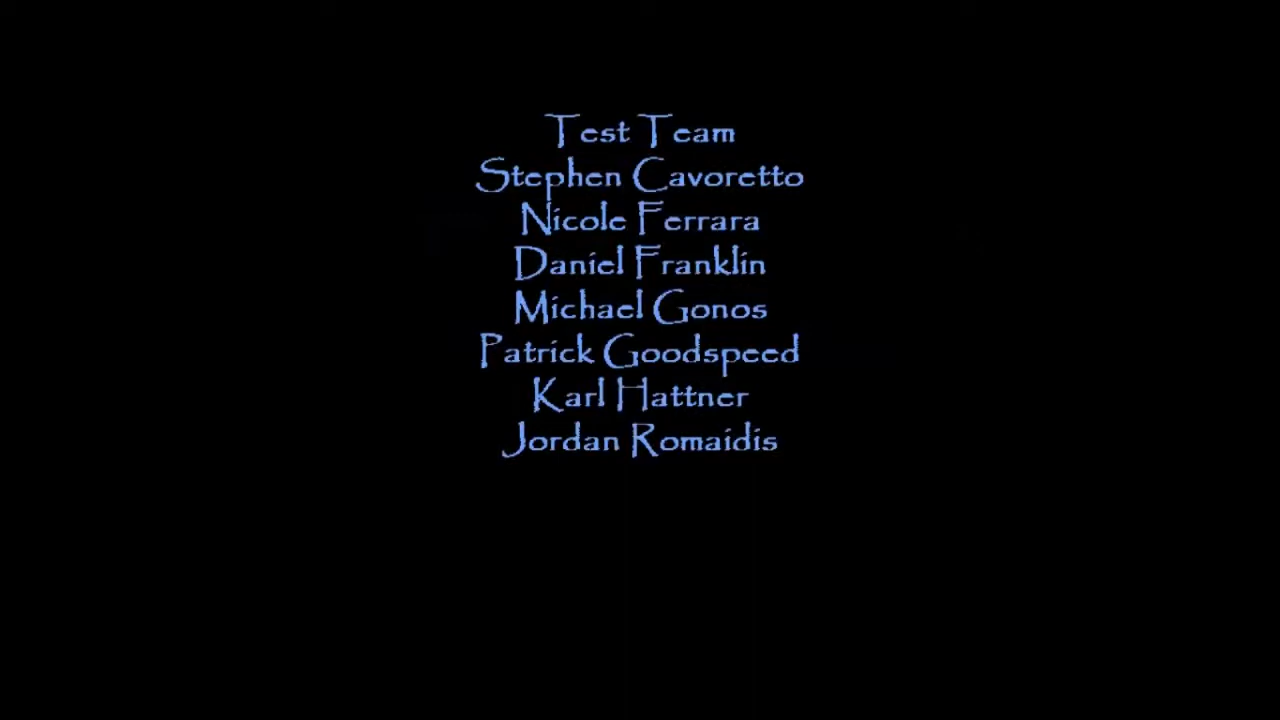 Test Team
Stephen Cavoretto
Nicole Ferrara
Daniel Franklin
Michael Gonos
Patrick Goodspeed
Karl Hattner
Jordan Romaidis